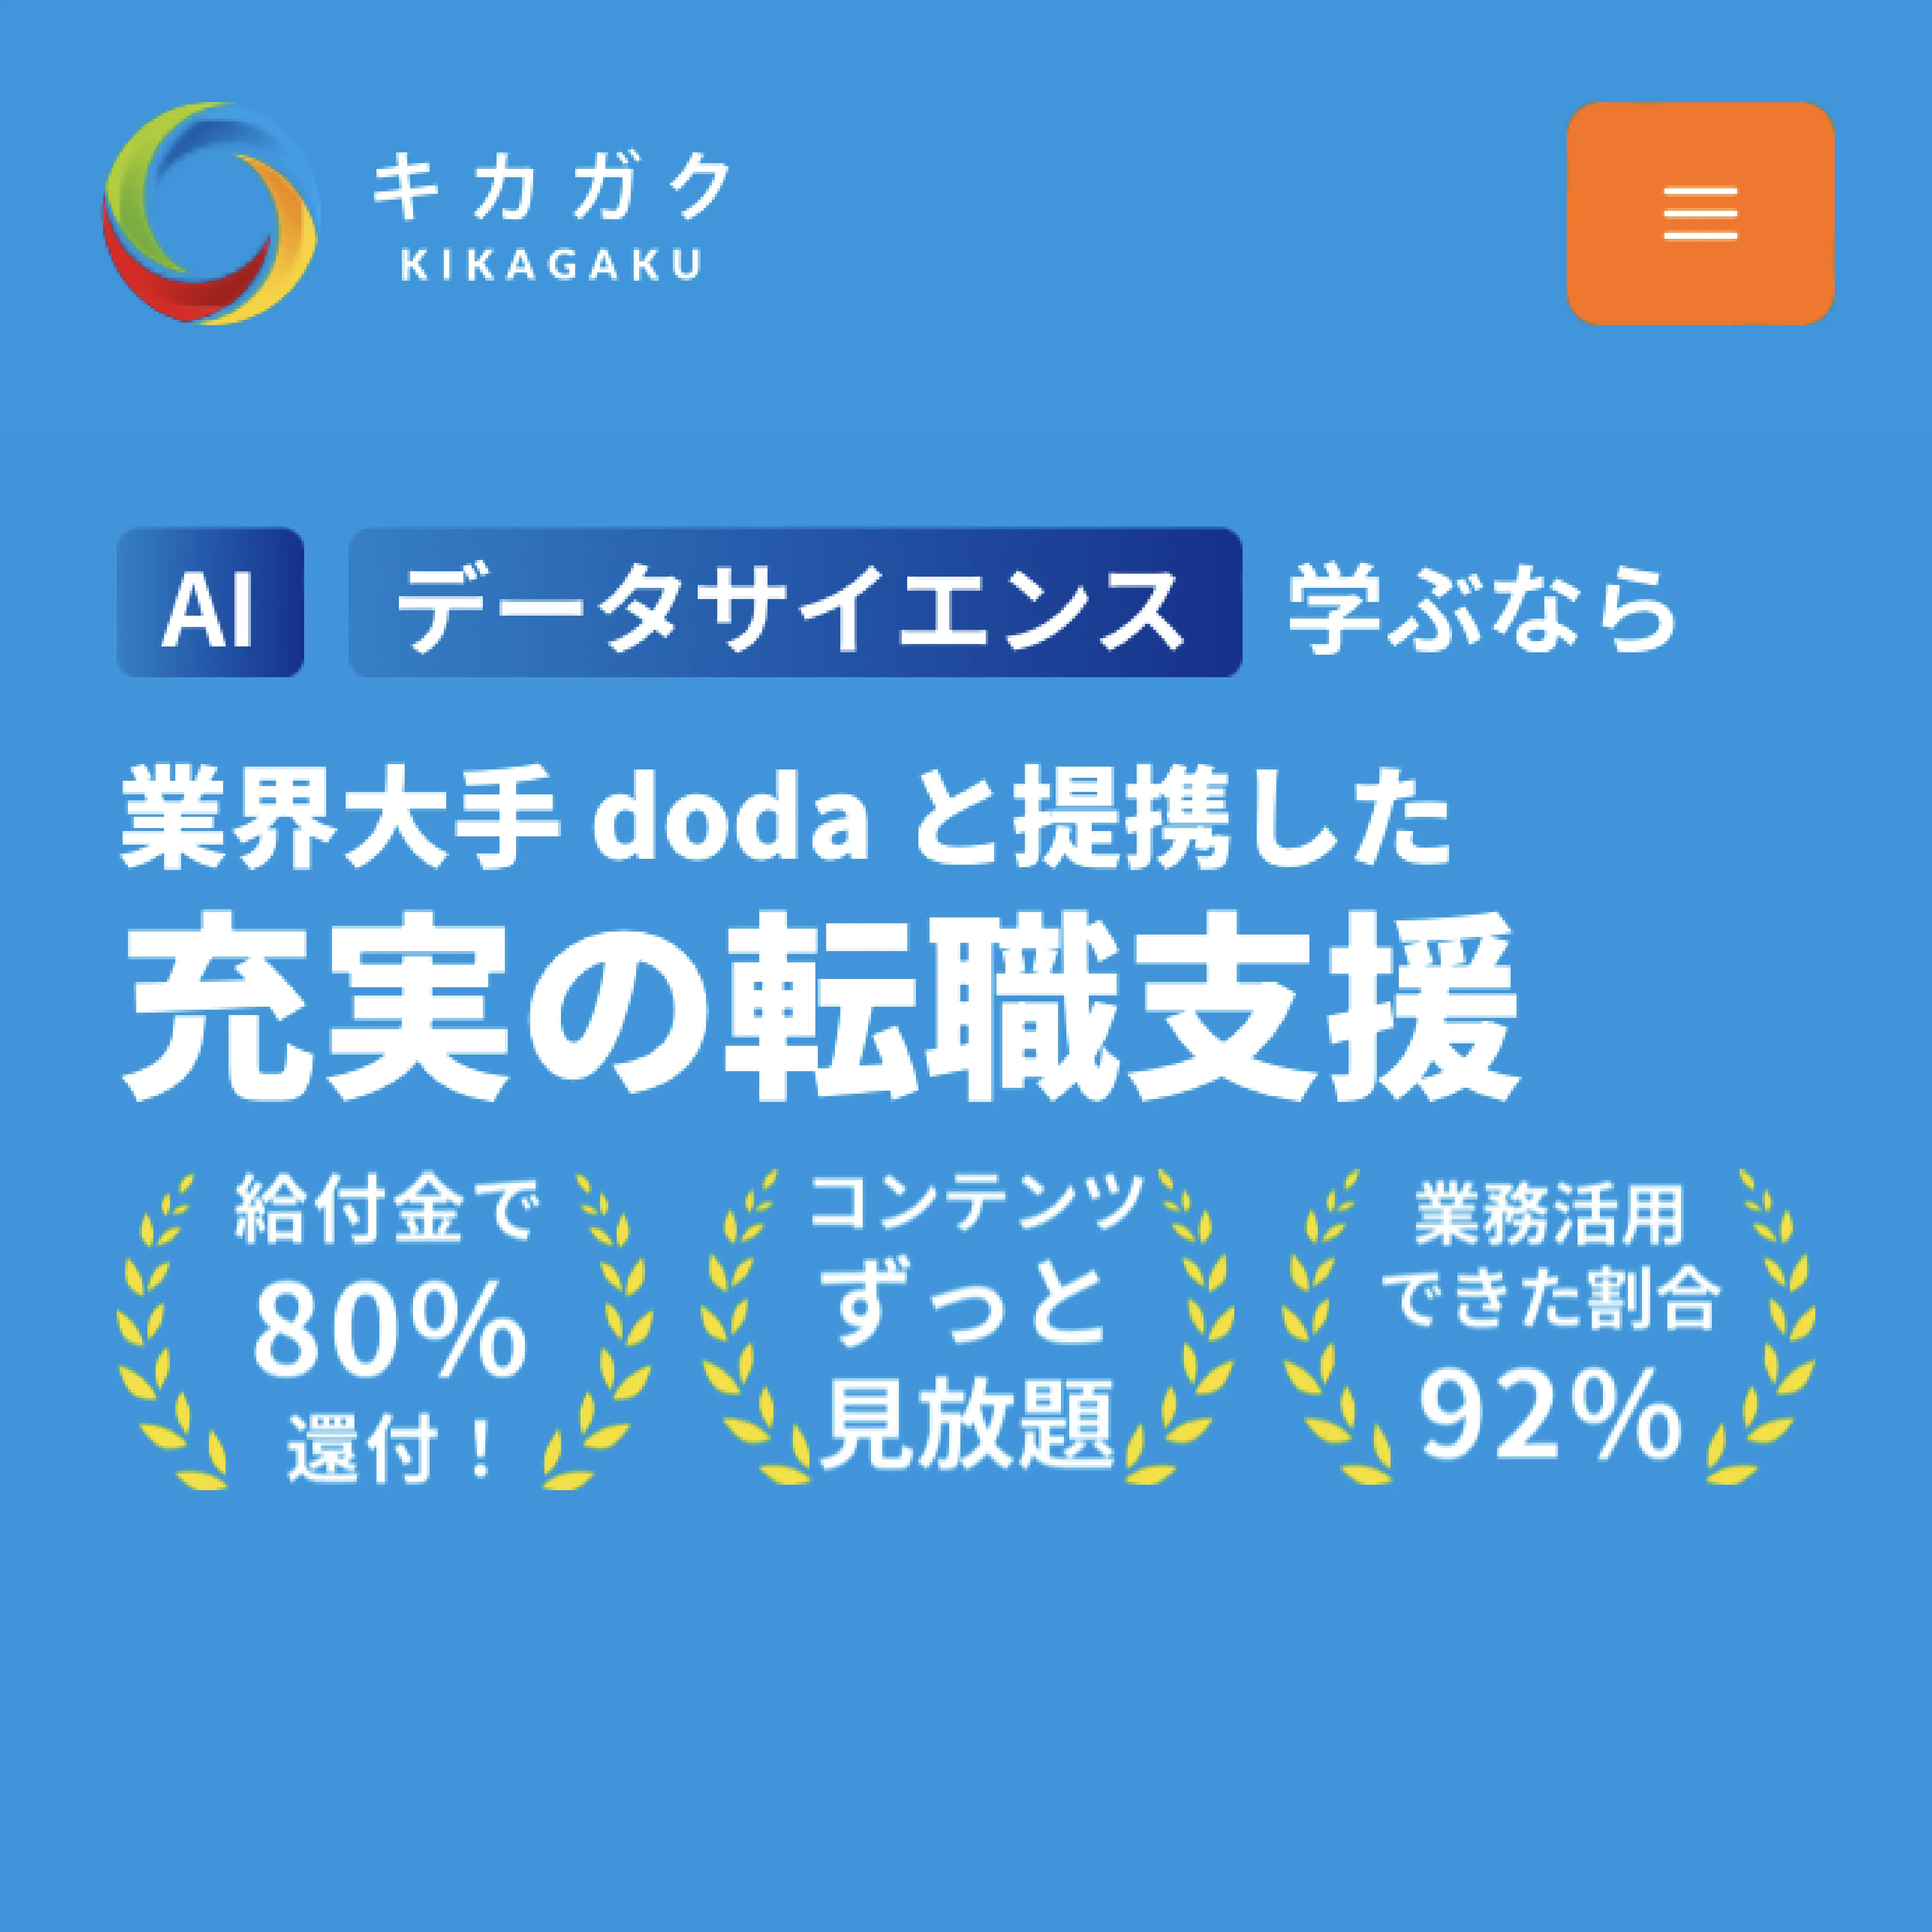 キカガク
KIKAGAKU
AI データサイエンス 学ぶなら
業界大手 doda と提携した
充実の転職支援
給付金で
80%
還付！
コンテンツ
ずっと
見放題
業務活用
できた割合
92%